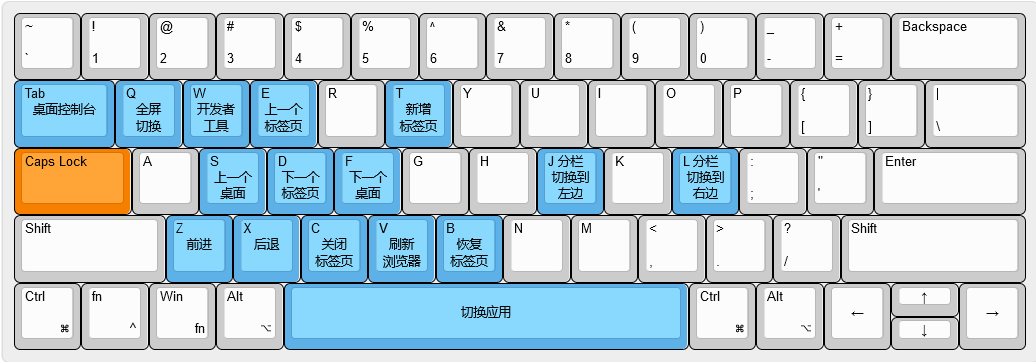 ~ ! @ # $ % ^ & * ( ) _ + Backspace
` 1 2 3 4 5 6 7 8 9 0 - =
Tab Q W E R T Y U I O P { } |
桌面控制台 全屏 开发者 上一个 新增
切换 工具 标签页 标签页 [ ] \
Caps Lock A S D F G H J 分栏 K L 分栏 : " Enter
上一个 下一个 下一个 切换到 切换到
桌面 标签页 桌面 左边 右边 ; '
Shift Z X C V B N M < > ? Shift
前进 后退 关闭 刷新 恢复
标签页 浏览器 标签页 , . /
Ctrl fn Win Alt 切换应用 Ctrl Alt ← ↑ →
⌘ ^ fn ⌥ ⌘ ⌥ ↓